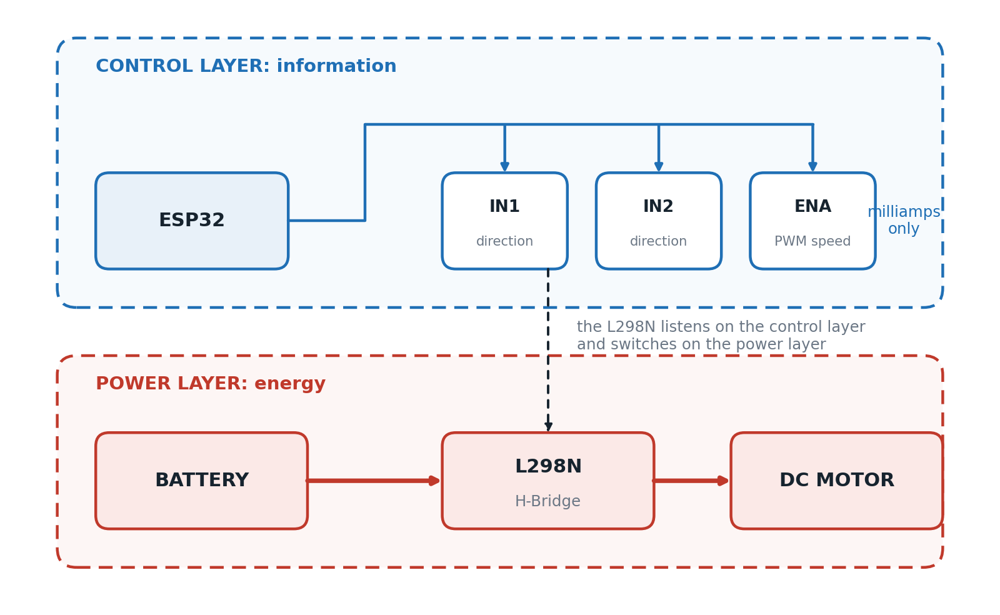 CONTROL LAYER: information
ESP32
IN1
direction
IN2
direction
ENA
PWM speed
milliamps
only
the L298N listens on the control layer
and switches on the power layer
POWER LAYER: energy
BATTERY
L298N
H-Bridge
DC MOTOR